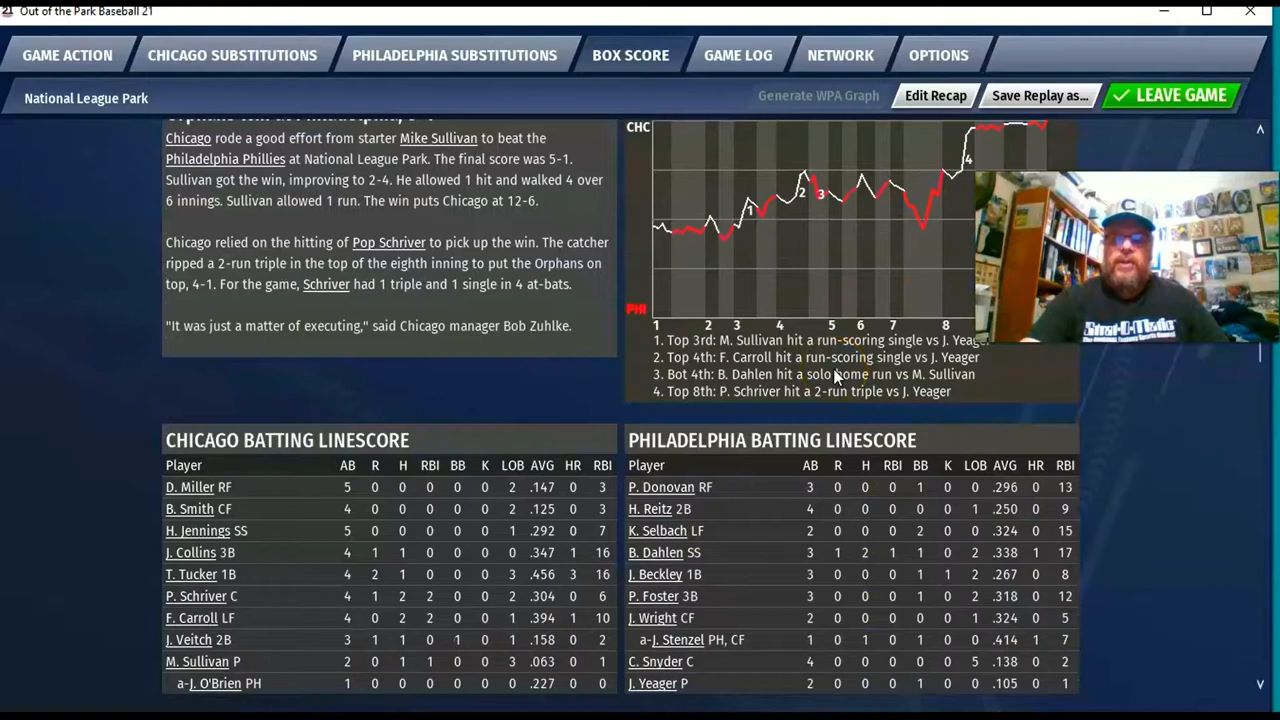 21 Out of the Park Baseball 21
GAME ACTION CHICAGO SUBSTITUTIONS PHILADELPHIA SUBSTITUTIONS BOX SCORE GAME LOG NETWORK OPTIONS
National League Park Generate WPA Graph Edit Recap Save Replay as... LEAVE GAME
Chicago rode a good effort from starter Mike Sullivan to beat the
Philadelphia Phillies at National League Park. The final score was 5-1.
Sullivan got the win, improving to 2-4. He allowed 1 hit and walked 4 over
6 innings. Sullivan allowed 1 run. The win puts Chicago at 12-6.
Chicago relied on the hitting of Pop Schriver to pick up the win. The catcher
ripped a 2-run triple in the top of the eighth inning to put the Orphans on
top, 4-1. For the game, Schriver had 1 triple and 1 single in 4 at-bats.
"It was just a matter of executing," said Chicago manager Bob Zuhlke.
CHC
4
2
3
1
PHI
1 2 3 4 5 6 7 8
1. Top 3rd: M. Sullivan hit a run-scoring single vs J. Yeager
2. Top 4th: F. Carroll hit a run-scoring single vs J. Yeager
3. Bot 4th: B. Dahlen hit a solo home run vs M. Sullivan
4. Top 8th: P. Schriver hit a 2-run triple vs J. Yeager
C
Strat-O-Matic
CHICAGO BATTING LINESCORE
Player AB R H RBI BB K LOB AVG HR RBI
D. Miller RF 5 0 0 0 0 0 2 .147 0 3
B. Smith CF 4 0 0 0 0 0 2 .125 0 3
H. Jennings SS 5 0 0 0 0 0 1 .292 0 7
J. Collins 3B 4 1 1 0 0 0 0 .347 1 16
T. Tucker 1B 4 2 1 0 0 0 3 .456 3 16
P. Schriver C 4 1 2 2 0 0 2 .304 0 6
F. Carroll LF 4 0 2 2 0 0 0 .394 1 10
J. Veitch 2B 3 1 1 0 1 0 0 .158 0 2
M. Sullivan P 2 0 1 1 0 0 3 .063 0 1
a-J. O'Brien PH 1 0 0 0 0 0 0 .227 0 0
PHILADELPHIA BATTING LINESCORE
Player AB R H RBI BB K LOB AVG HR RBI
P. Donovan RF 3 0 0 0 1 0 0 .296 0 13
H. Reitz 2B 4 0 0 0 0 0 1 .250 0 9
K. Selbach LF 2 0 0 0 2 0 0 .324 0 15
B. Dahlen SS 3 1 2 1 1 0 2 .338 1 17
J. Beckley 1B 3 0 0 0 1 1 2 .267 0 8
P. Foster 3B 3 0 0 0 1 0 2 .318 0 12
J. Wright CF 2 0 0 0 0 0 1 .324 0 5
a-J. Stenzel PH, CF 1 0 1 0 0 0 0 .414 1 7
C. Snyder C 4 0 0 0 0 0 5 .138 0 2
J. Yeager P 2 0 0 0 1 0 0 .105 0 1